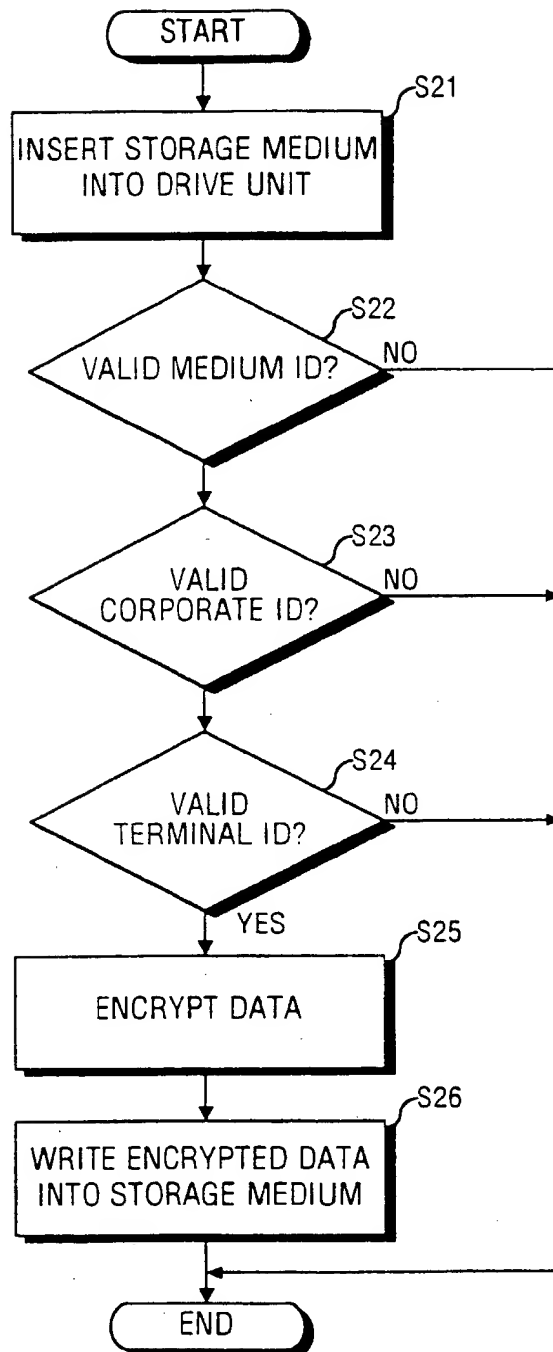 START
S21
INSERT STORAGE MEDIUM
INTO DRIVE UNIT
S22
VALID MEDIUM ID?
NO
S23
VALID
CORPORATE ID?
NO
S24
VALID
TERMINAL ID?
NO
YES
S25
ENCRYPT DATA
S26
WRITE ENCRYPTED DATA
INTO STORAGE MEDIUM
END